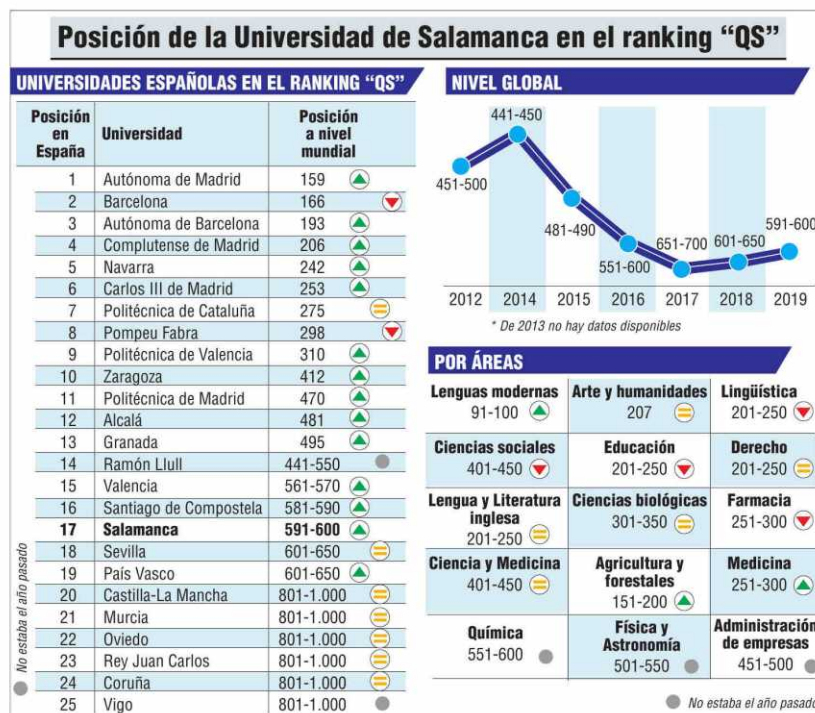 Posición de la Universidad de Salamanca en el ranking “QS”
UNIVERSIDADES ESPAÑOLAS EN EL RANKING “QS”
Posición en España Universidad Posición a nivel mundial
1 Autónoma de Madrid 159
2 Barcelona 166
3 Autónoma de Barcelona 193
4 Complutense de Madrid 206
5 Navarra 242
6 Carlos III de Madrid 253
7 Politécnica de Cataluña 275
8 Pompeu Fabra 298
9 Politécnica de Valencia 310
10 Zaragoza 412
11 Politécnica de Madrid 470
12 Alcalá 481
13 Granada 495
14 Ramón Llull 441-550
15 Valencia 561-570
16 Santiago de Compostela 581-590
17 Salamanca 591-600
18 Sevilla 601-650
19 País Vasco 601-650
20 Castilla-La Mancha 801-1.000
21 Murcia 801-1.000
22 Oviedo 801-1.000
23 Rey Juan Carlos 801-1.000
24 Coruña 801-1.000
25 Vigo 801-1.000
No estaba el año pasado
NIVEL GLOBAL
451-500
441-450
481-490
551-600
651-700
601-650
591-600
2012 2014 2015 2016 2017 2018 2019
* De 2013 no hay datos disponibles
POR ÁREAS
Lenguas modernas
91-100
Arte y humanidades
207
Lingüística
201-250
Ciencias sociales
401-450
Educación
201-250
Derecho
201-250
Lengua y Literatura
inglesa
201-250
Ciencias biológicas
301-350
Farmacia
251-300
Ciencia y Medicina
401-450
Agricultura y
forestales
151-200
Medicina
251-300
Química
551-600
Física y
Astronomía
501-550
Administración
de empresas
451-500
No estaba el año pasado